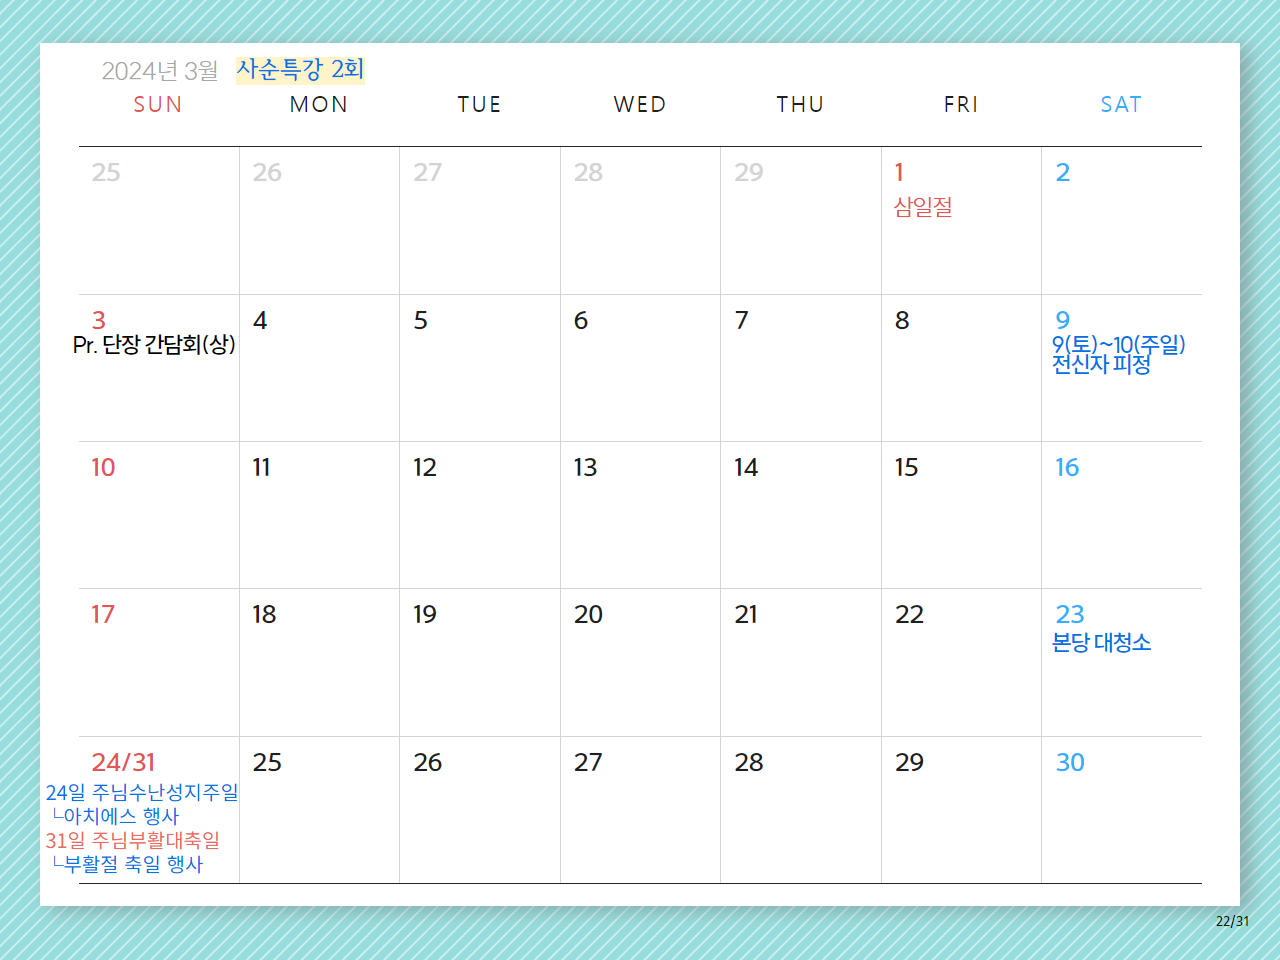 2024년 3월 사순특강 2회
SUN MON TUE WED THU FRI SAT
25 26 27 28 29 1 2
삼일절
3 4 5 6 7 8 9
Pr. 단장 간담회(상)
9(토)~10(주일)
전신자 피정
10 11 12 13 14 15 16
17 18 19 20 21 22 23
본당 대청소
24/31 25 26 27 28 29 30
24일 주님수난성지주일
└아치에스 행사
31일 주님부활대축일
└부활절 축일 행사
22/31